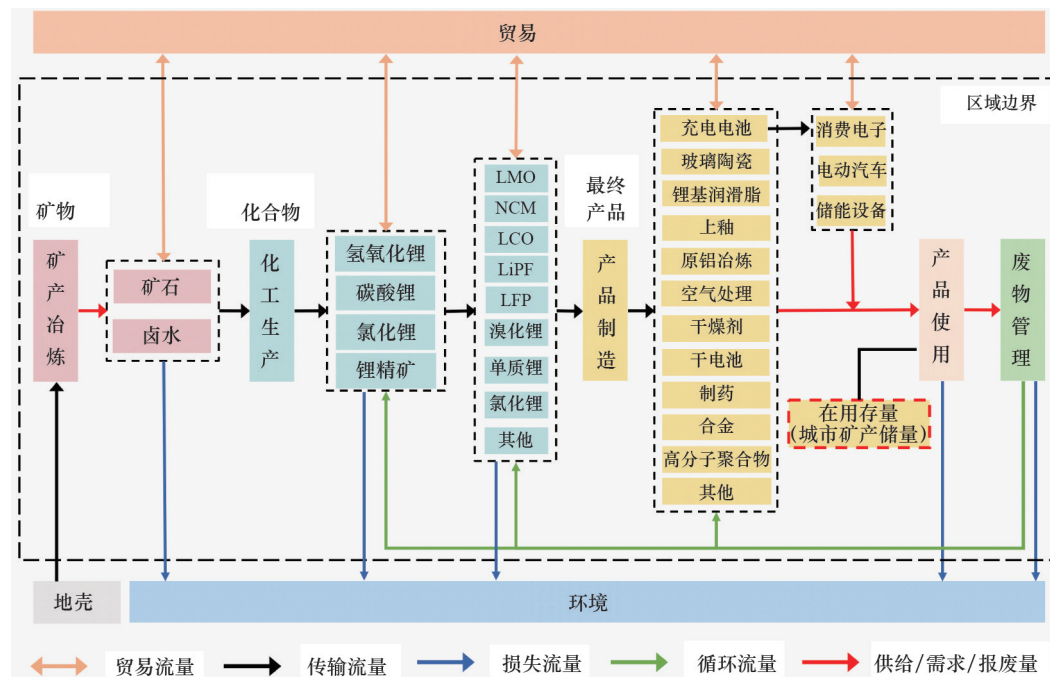 贸易
区域边界
矿物
矿产冶炼
矿石
卤水
化合物
化工生产
氢氧化锂
碳酸锂
氯化锂
锂精矿
LMO
NCM
LCO
LiPF
LFP
溴化锂
单质锂
氯化锂
其他
最终
产品
产品制造
充电电池
玻璃陶瓷
锂基润滑脂
上釉
原铝冶炼
空气处理
干燥剂
干电池
制药
合金
高分子聚合物
其他
消费电子
电动汽车
储能设备
产品使用
在用存量
(城市矿产储量)
废物管理
地壳
环境
贸易流量
传输流量
损失流量
循环流量
供给/需求/报废量